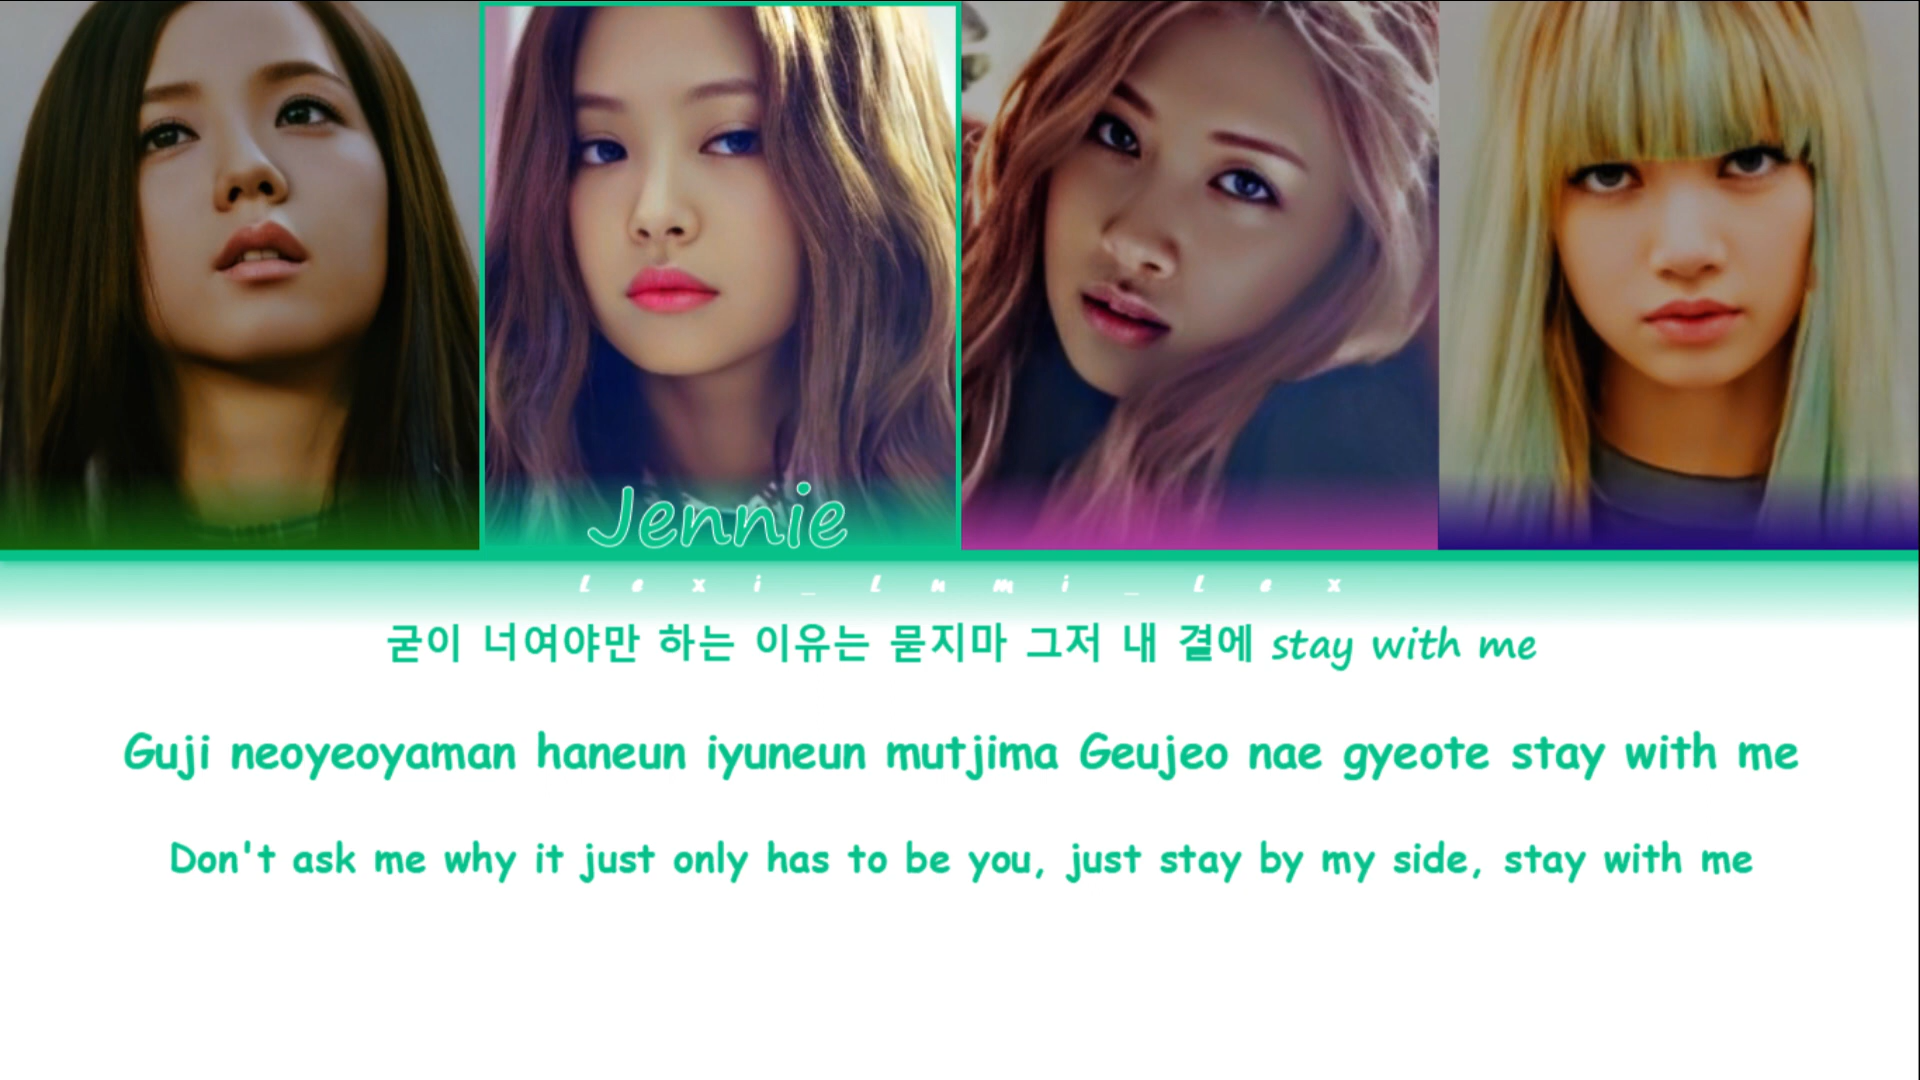 Jennie
Lexi_Lumi_Lex
굳이 너여야만 하는 이유는 묻지마 그저 내 결에 stay with me
Guji neoyeoyaman haneun iyuneun mutjima Geujeo nae gyeote stay with me
Don't ask me why it just only has to be you, just stay by my side, stay with me